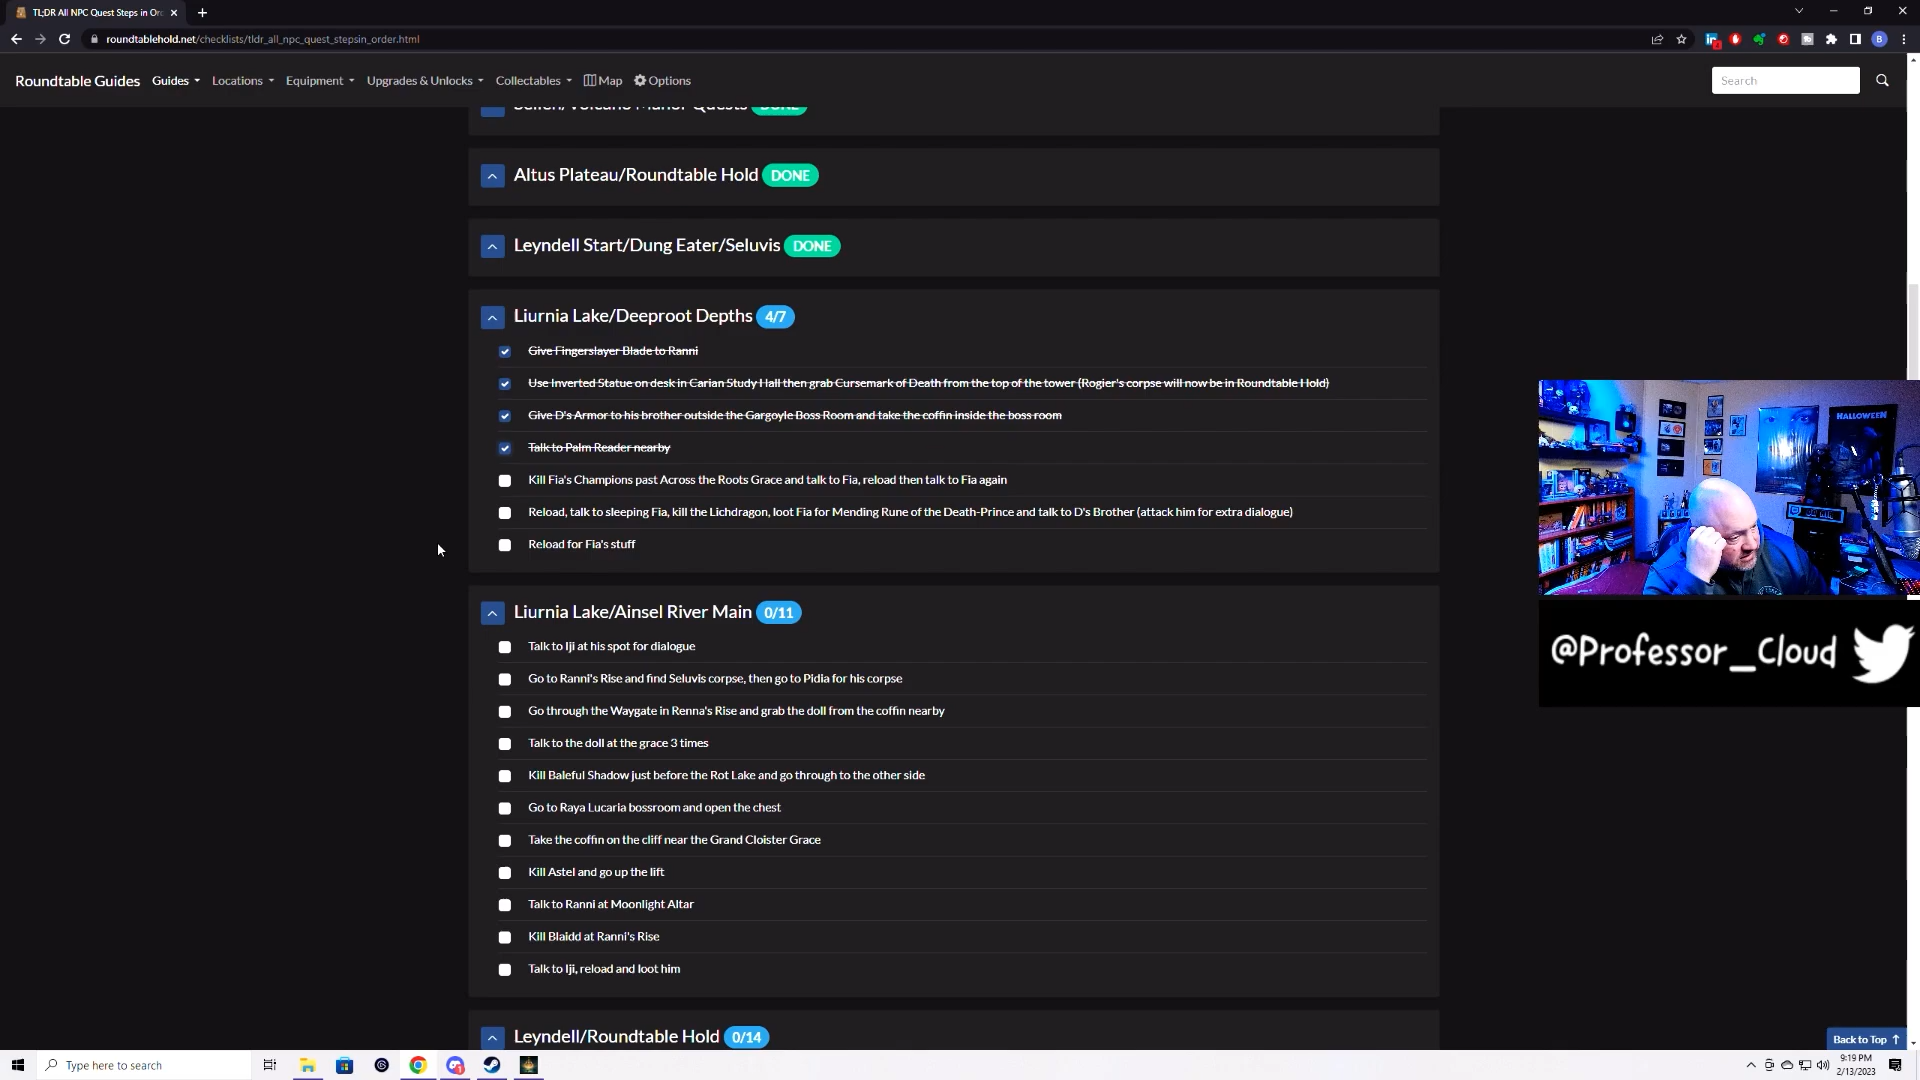 TL;DR All NPC Quest Steps in Or
roundtablehold.net/checklists/tldr_all_npc_quest_stepsin_order.html
Roundtable Guides Guides Locations Equipment Upgrades & Unlocks Collectables Map Options Search
Altus Plateau/Roundtable Hold DONE
Leyndell Start/Dung Eater/Seluvis DONE
Liurnia Lake/Deeproot Depths 4/7
Give Fingerslayer Blade to Ranni
Use Inverted Statue on desk in Carian Study Hall then grab Cursemark of Death from the top of the tower (Rogier's corpse will now be in Roundtable Hold)
Give D's Armor to his brother outside the Gargoyle Boss Room and take the coffin inside the boss room
Talk to Palm Reader nearby
Kill Fia's Champions past Across the Roots Grace and talk to Fia, reload then talk to Fia again
Reload, talk to sleeping Fia, kill the Lichdragon, loot Fia for Mending Rune of the Death-Prince and talk to D's Brother (attack him for extra dialogue)
Reload for Fia's stuff
Liurnia Lake/Ainsel River Main 0/11
Talk to Iji at his spot for dialogue
Go to Ranni's Rise and find Seluvis corpse, then go to Pidia for his corpse
Go through the Waygate in Renna's Rise and grab the doll from the coffin nearby
Talk to the doll at the grace 3 times
Kill Baleful Shadow just before the Rot Lake and go through to the other side
Go to Raya Lucaria bossroom and open the chest
Take the coffin on the cliff near the Grand Cloister Grace
Kill Astel and go up the lift
Talk to Ranni at Moonlight Altar
Kill Blaidd at Ranni's Rise
Talk to Iji, reload and loot him
Leyndell/Roundtable Hold 0/14
HALLOWEEN
@Professor_Cloud
Back to Top
Type here to search
9:19 PM
2/13/2023